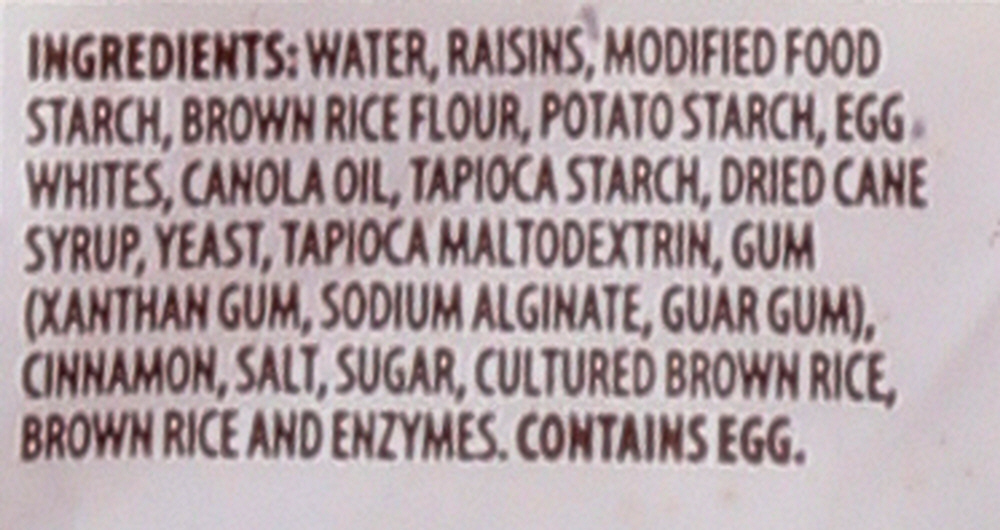 INGREDIENTS: WATER, RAISINS, MODIFIED FOOD
STARCH, BROWN RICE FLOUR, POTATO STARCH, EGG
WHITES, CANOLA OIL, TAPIOCA STARCH, DRIED CANE
SYRUP, YEAST, TAPIOCA MALTODEXTRIN, GUM
(XANTHAN GUM, SODIUM ALGINATE, GUAR GUM),
CINNAMON, SALT, SUGAR, CULTURED BROWN RICE,
BROWN RICE AND ENZYMES. CONTAINS EGG.